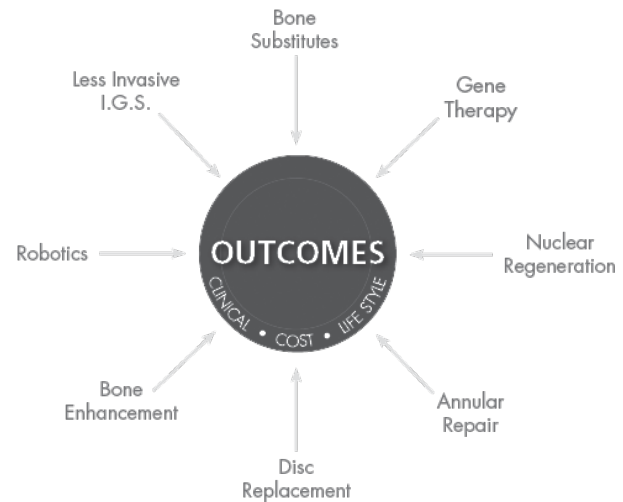 Bone
Substitutes
Less Invasive
I.G.S.
Gene
Therapy
Robotics
OUTCOMES
Nuclear
Regeneration
CLINICAL • COST • LIFE STYLE
Bone
Enhancement
Annular
Repair
Disc
Replacement